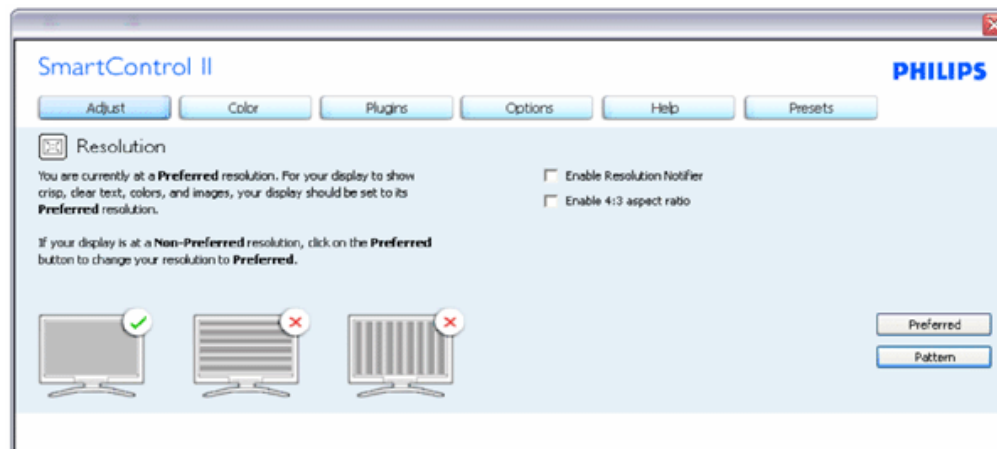 SmartControl II
PHILIPS
Adjust
Color
Plugins
Options
Help
Presets
Resolution
You are currently at a Preferred resolution. For your display to show
crisp, clear text, colors, and images, your display should be set to its
Preferred resolution.
If your display is at a Non-Preferred resolution, click on the Preferred
button to change your resolution to Preferred.
Enable Resolution Notifier
Enable 4:3 aspect ratio
Preferred
Pattern